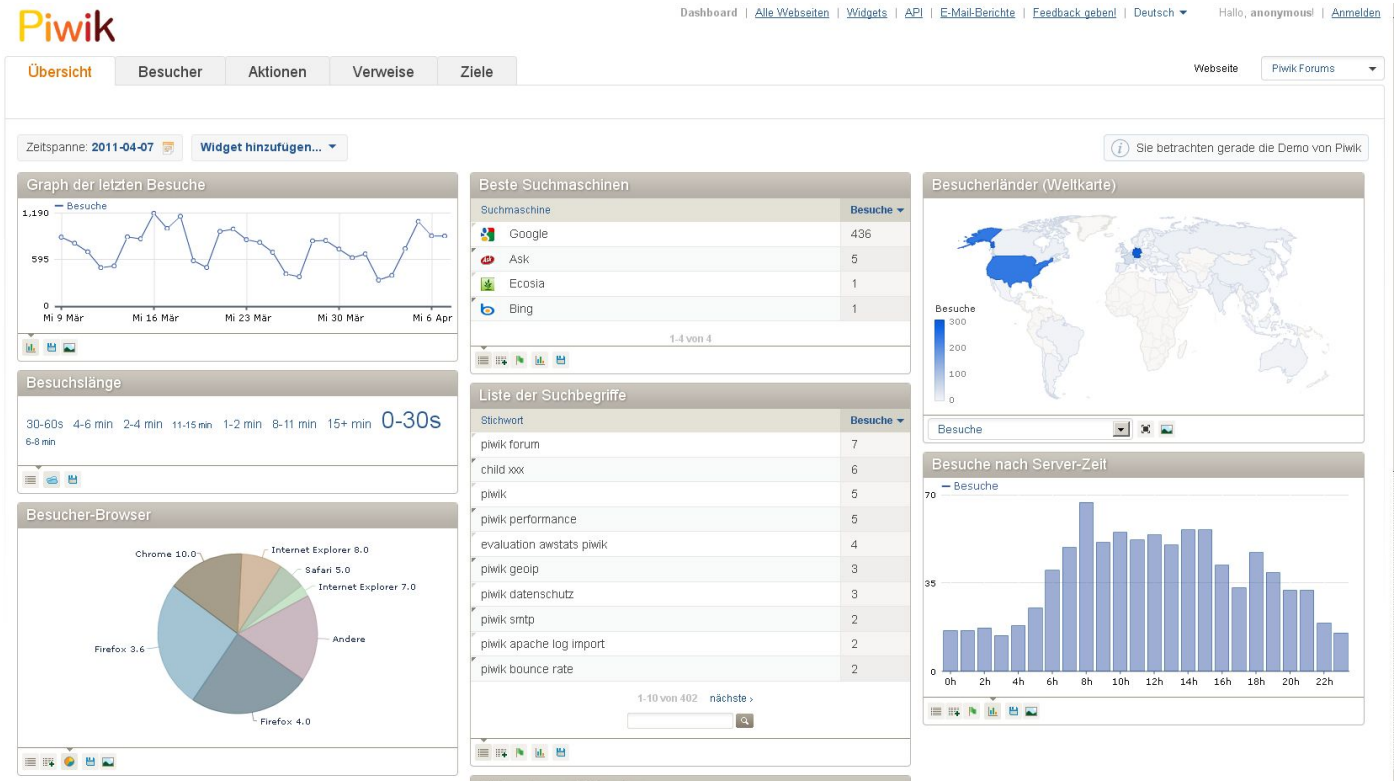 Piwik
Dashboard | Alle Webseiten | Widgets | API | E-Mail-Berichte | Feedback geben! | Deutsch Hallo, anonymous! | Anmelden
Übersicht Besucher Aktionen Verweise Ziele
Webseite Piwik Forums
Zeitspanne: 2011-04-07
Widget hinzufügen...
Sie betrachten gerade die Demo von Piwik
Graph der letzten Besuche
Besuche
1,190
595
0
Mi 9 Mär Mi 16 Mär Mi 23 Mär Mi 30 Mär Mi 6 Apr
Besuchslänge
30-60s 4-6 min 2-4 min 11-15 min 1-2 min 8-11 min 15+ min 0-30s
6-8 min
Besucher-Browser
Chrome 10.0
Internet Explorer 8.0
Safari 5.0
Internet Explorer 7.0
Andere
Firefox 3.6
Firefox 4.0
Beste Suchmaschinen
Suchmaschine Besuche
Google 436
Ask 5
Ecosia 1
Bing 1
1-4 von 4
Liste der Suchbegriffe
Stichwort Besuche
piwik forum 7
child xxx 6
piwik 5
piwik performance 5
evaluation awstats piwik 4
piwik geoip 3
piwik datenschutz 3
piwik smtp 2
piwik apache log import 2
piwik bounce rate 2
1-10 von 402 nächste ›
Besucherländer (Weltkarte)
Besuche
300
200
100
0
Besuche
Besuche nach Server-Zeit
Besuche
70
35
0
0h 2h 4h 6h 8h 10h 12h 14h 16h 18h 20h 22h